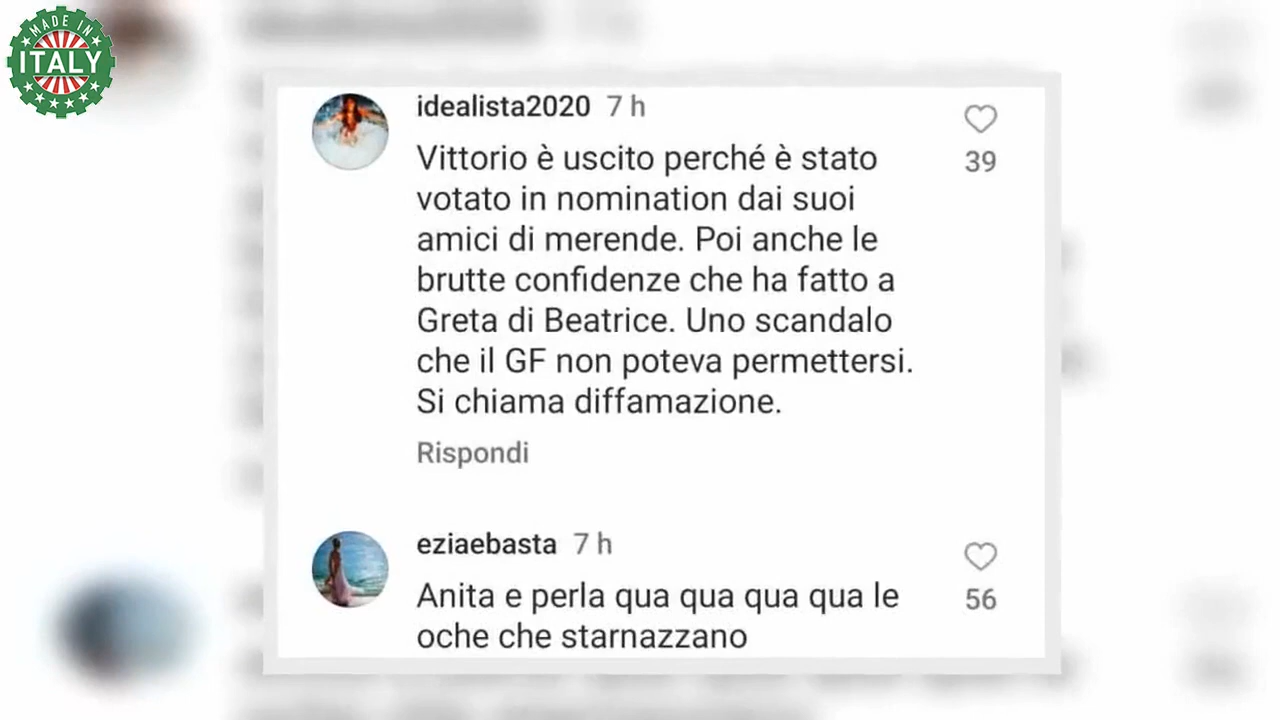 MADE IN
ITALY
idealista2020 7 h
Vittorio è uscito perché è stato
votato in nomination dai suoi
amici di merende. Poi anche le
brutte confidenze che ha fatto a
Greta di Beatrice. Uno scandalo
che il GF non poteva permettersi.
Si chiama diffamazione.
39
Rispondi
eziaebasta 7 h
Anita e perla qua qua qua qua le
oche che starnazzano
56